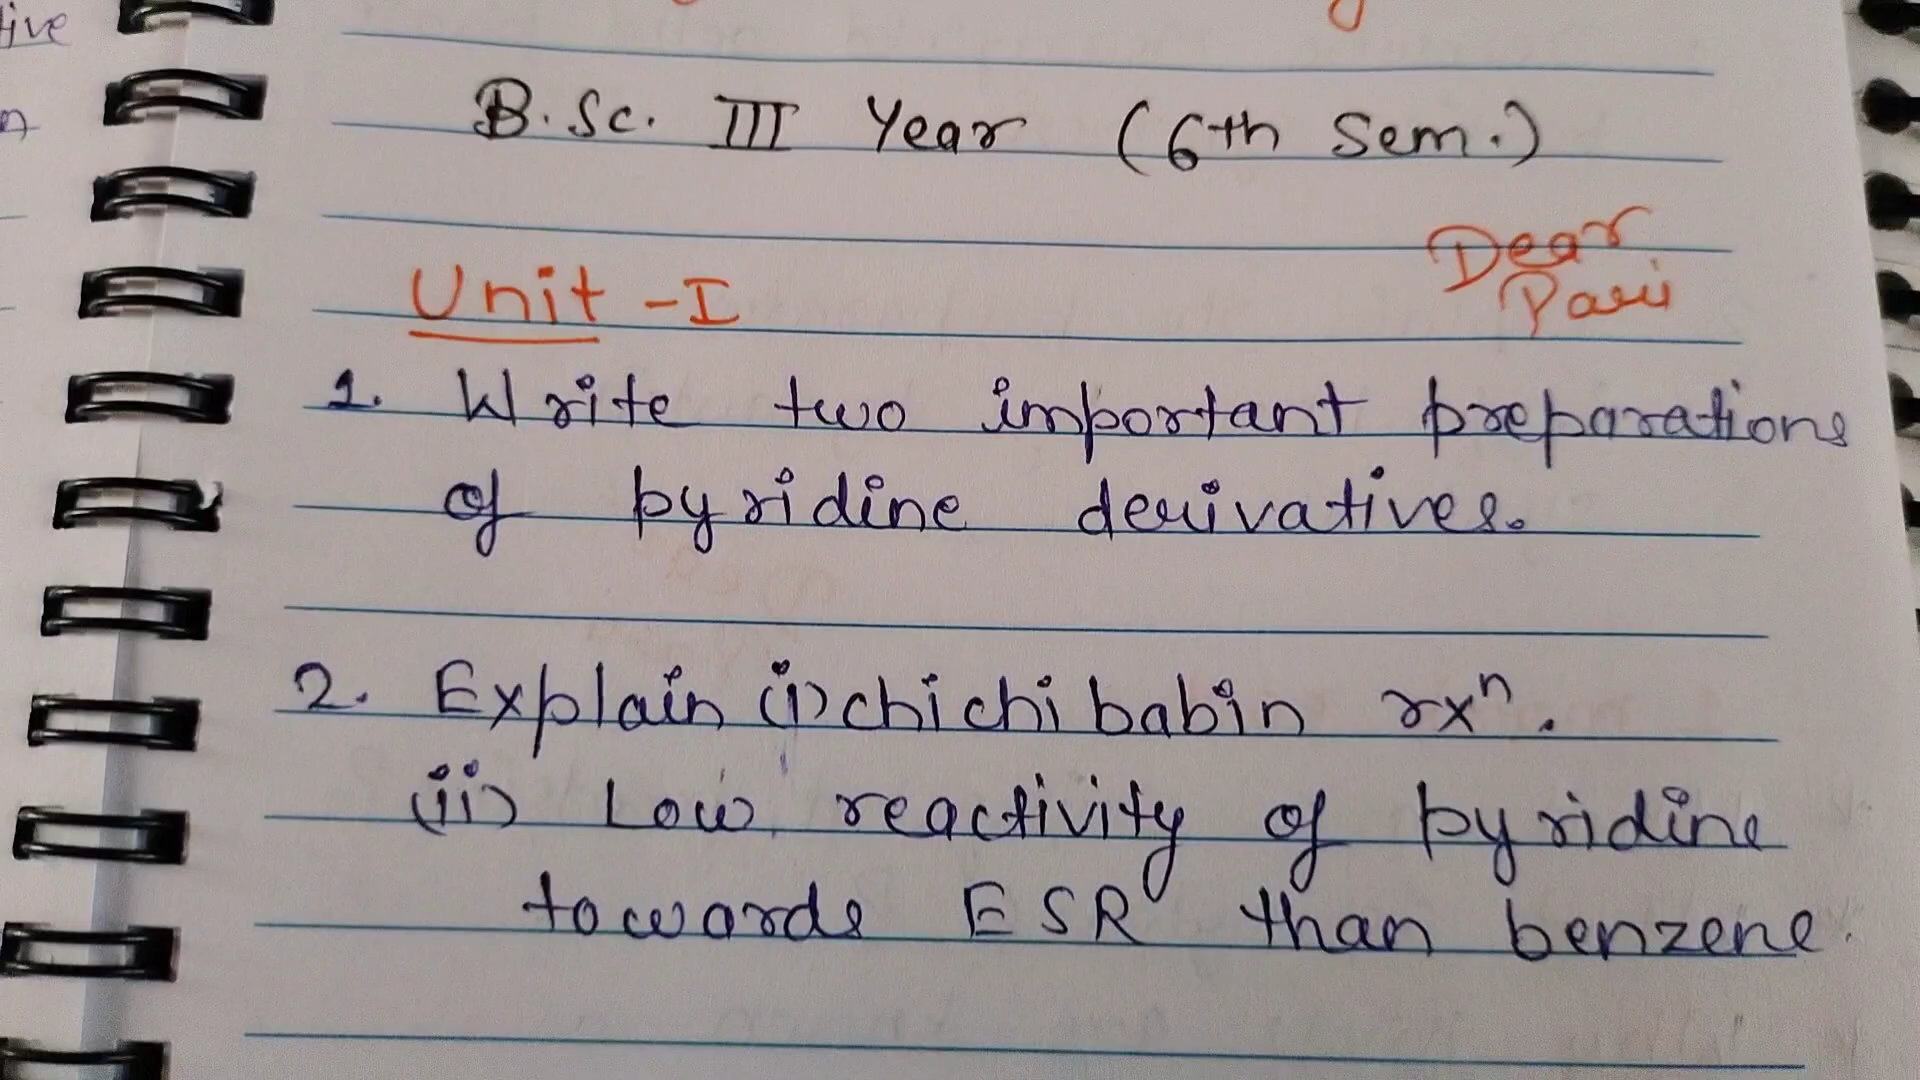 ive
B.Sc. III Year (6th Sem.)
Dear
Pari
Unit - I
1. Write two important preparations
of pyridine derivatives.
2. Explain (i) chichibabin rxⁿ.
(ii) Low reactivity of pyridine
towards ESR than benzene.